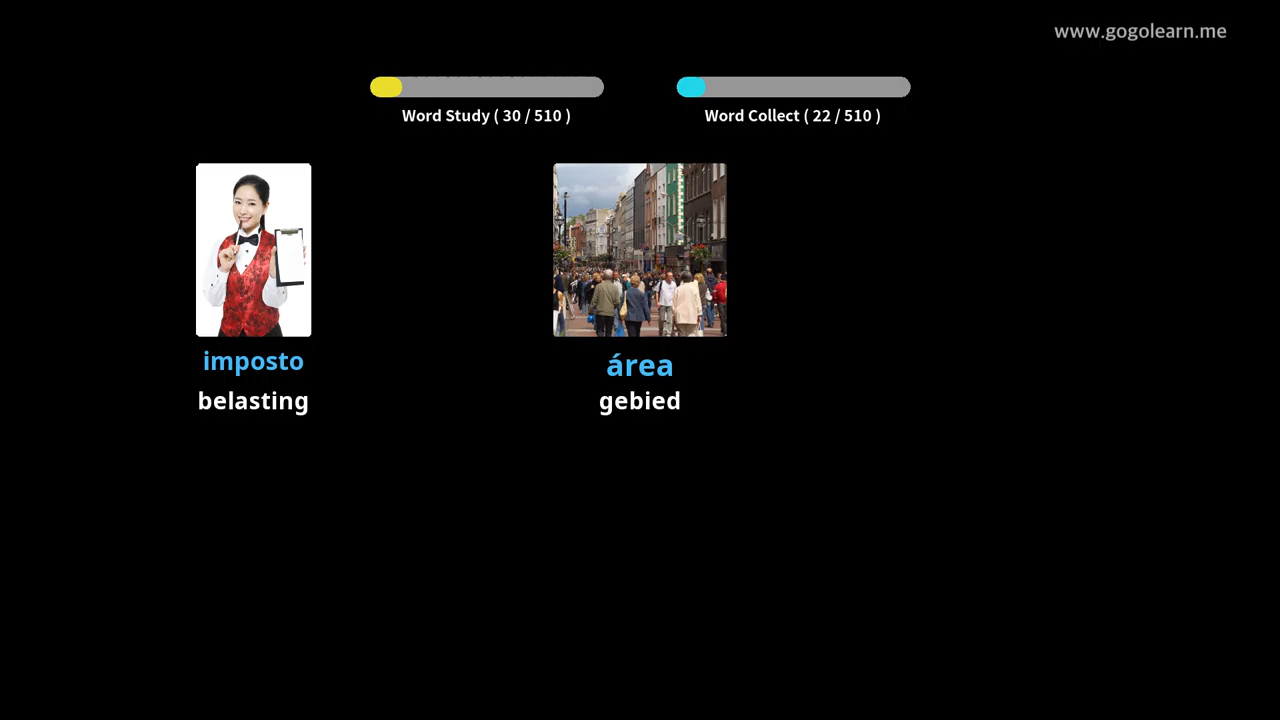 www.gogolearn.me
Word Study ( 30 / 510 )
Word Collect ( 22 / 510 )
imposto
belasting
área
gebied